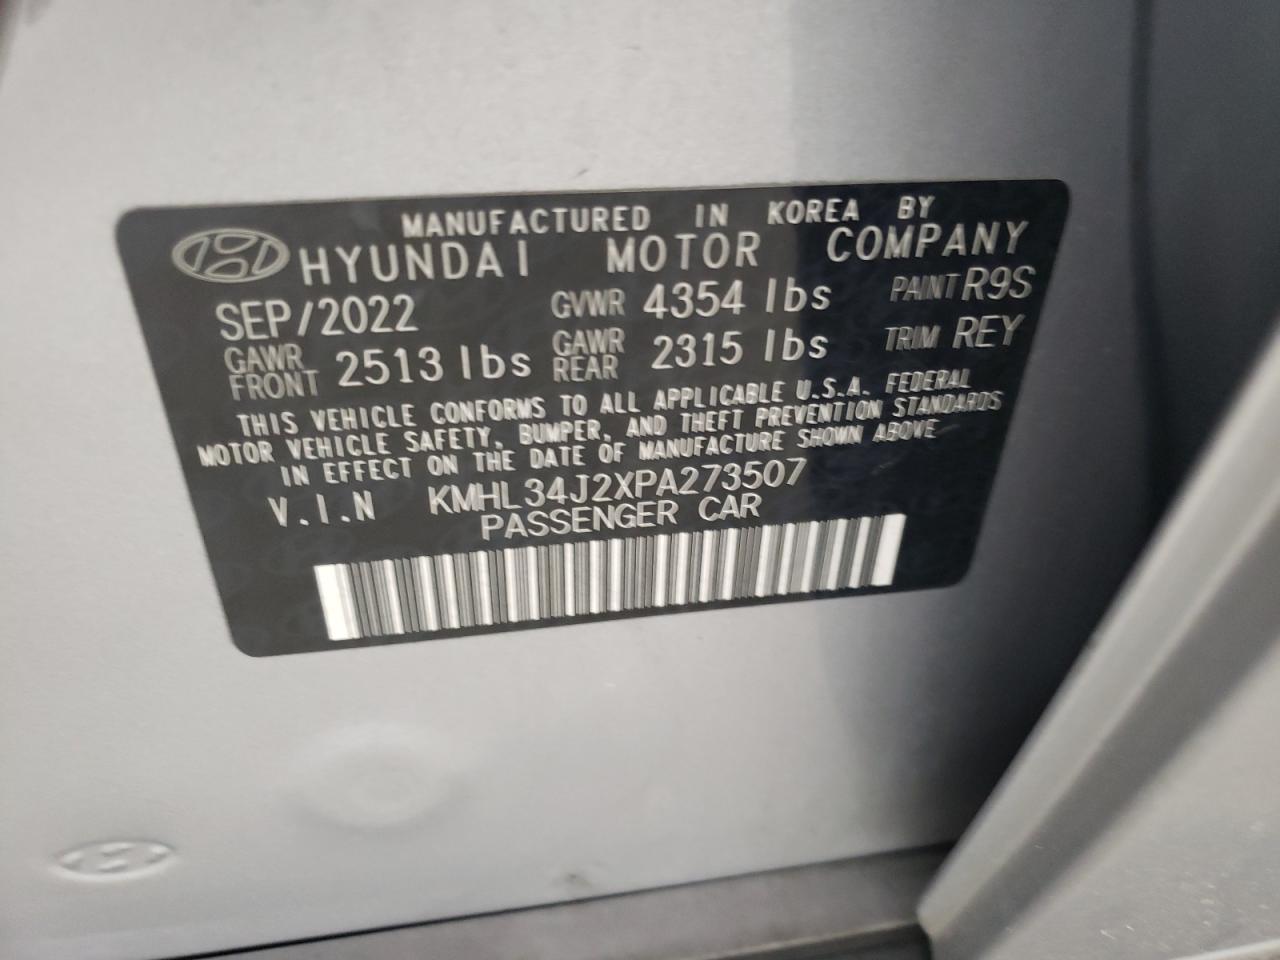 MANUFACTURED IN KOREA BY
HYUNDAI MOTOR COMPANY
SEP/2022 GVWR 4354 lbs PAINT R9S
GAWR FRONT 2513 lbs GAWR REAR 2315 lbs TRIM REY
THIS VEHICLE CONFORMS TO ALL APPLICABLE U.S.A. FEDERAL
MOTOR VEHICLE SAFETY, BUMPER, AND THEFT PREVENTION STANDARDS
IN EFFECT ON THE DATE OF MANUFACTURE SHOWN ABOVE
V.I.N KMHL34J2XPA273507
PASSENGER CAR